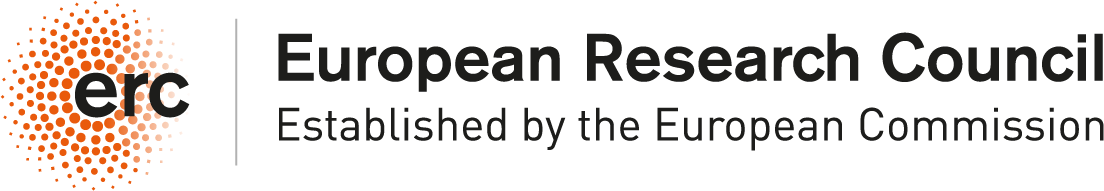 erc
European Research Council
Established by the European Commission